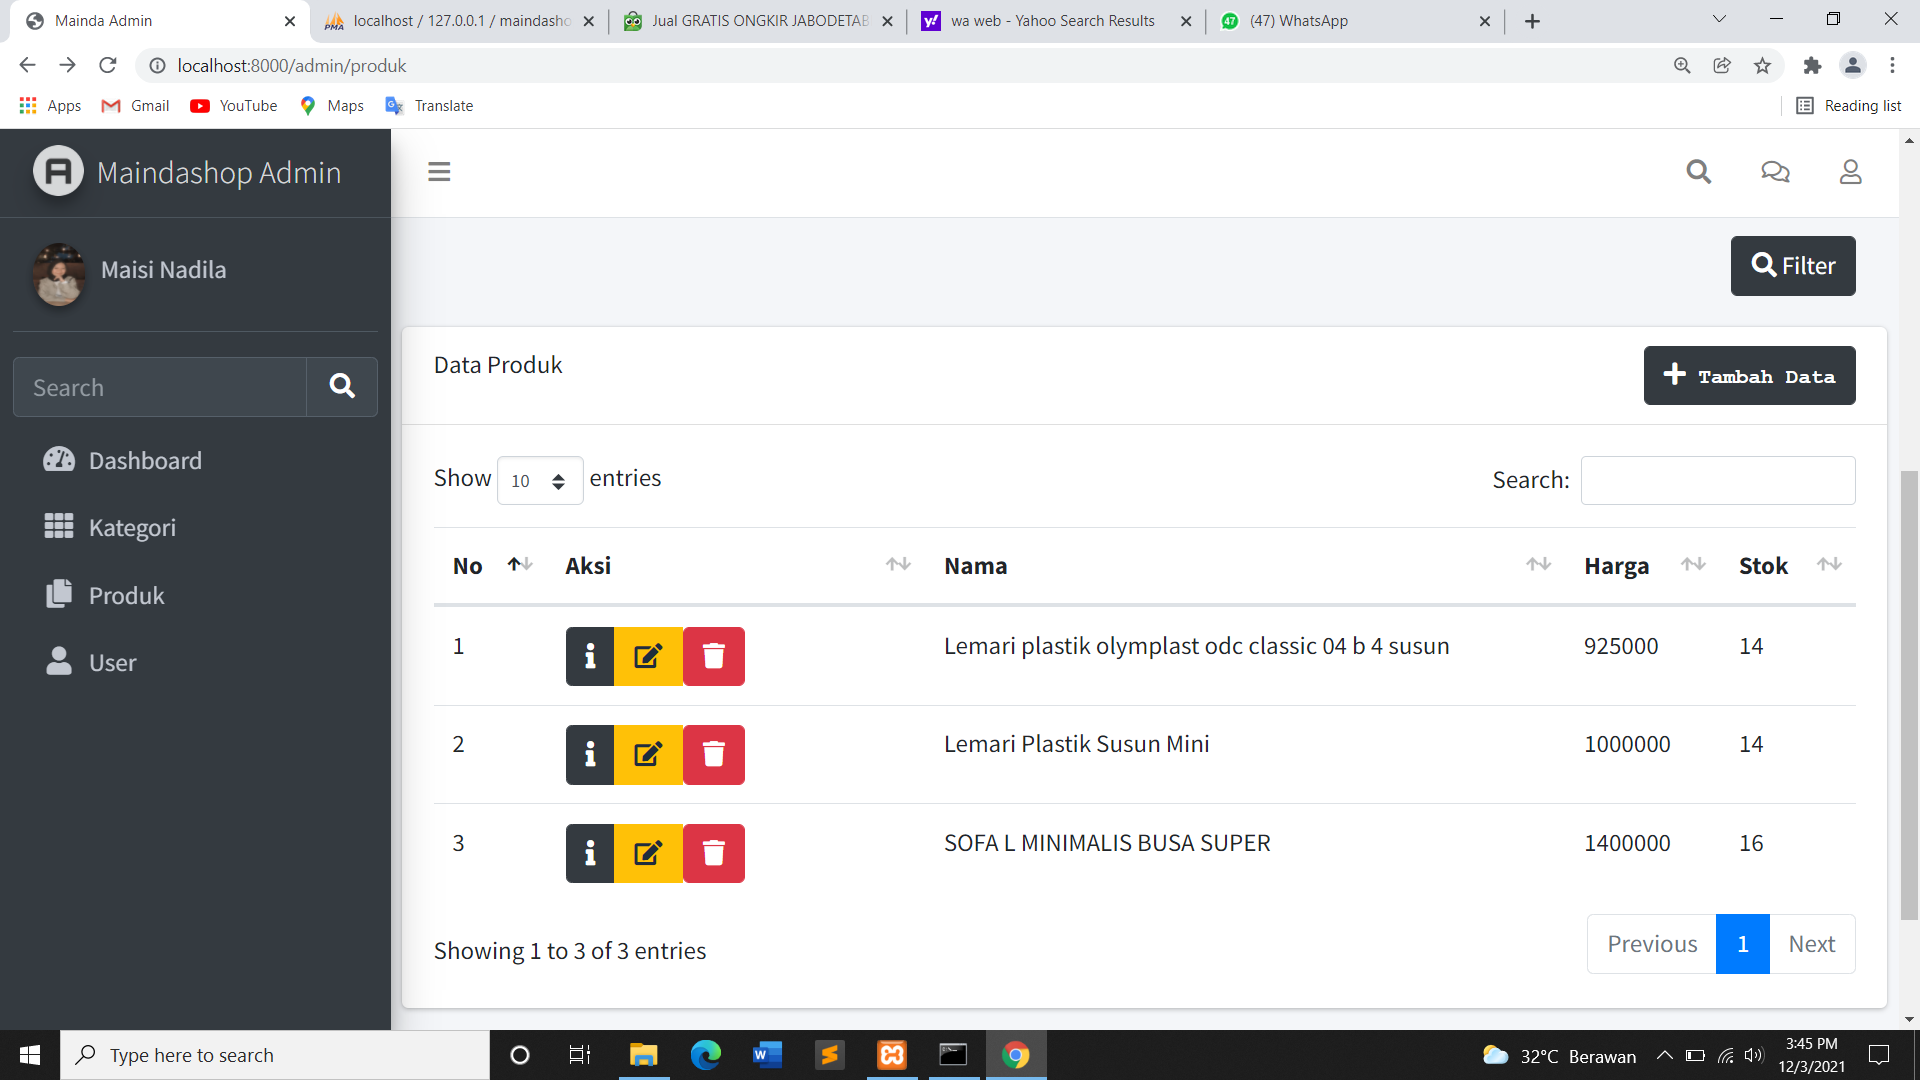 Mainda Admin
localhost / 127.0.0.1 / maindasho
Jual GRATIS ONGKIR JABODETAB
wa web - Yahoo Search Results
(47) WhatsApp
localhost:8000/admin/produk
Apps
Gmail
YouTube
Maps
Translate
Reading list
Maindashop Admin
Maisi Nadila
Search
Dashboard
Kategori
Produk
User
Filter
Data Produk
Tambah Data
Show 10 entries
Search:
No Aksi Nama Harga Stok
1 Lemari plastik olymplast odc classic 04 b 4 susun 925000 14
2 Lemari Plastik Susun Mini 1000000 14
3 SOFA L MINIMALIS BUSA SUPER 1400000 16
Showing 1 to 3 of 3 entries
Previous 1 Next
Type here to search
32°C Berawan
3:45 PM
12/3/2021